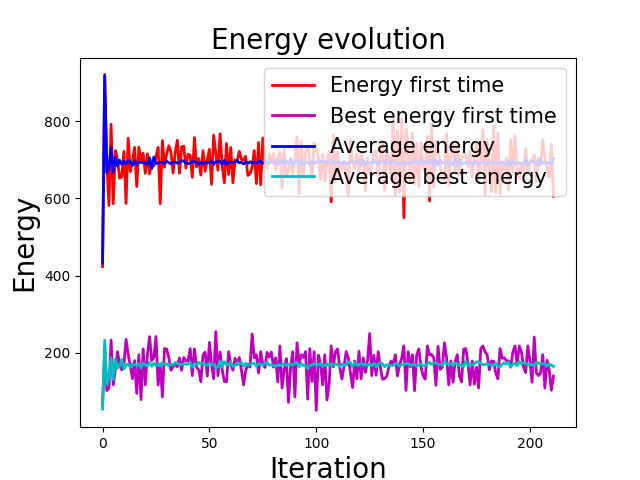 Energy evolution
Energy first time
Best energy first time
Average energy
Average best energy
Energy
800
600
400
200
0
50
100
150
200
Iteration